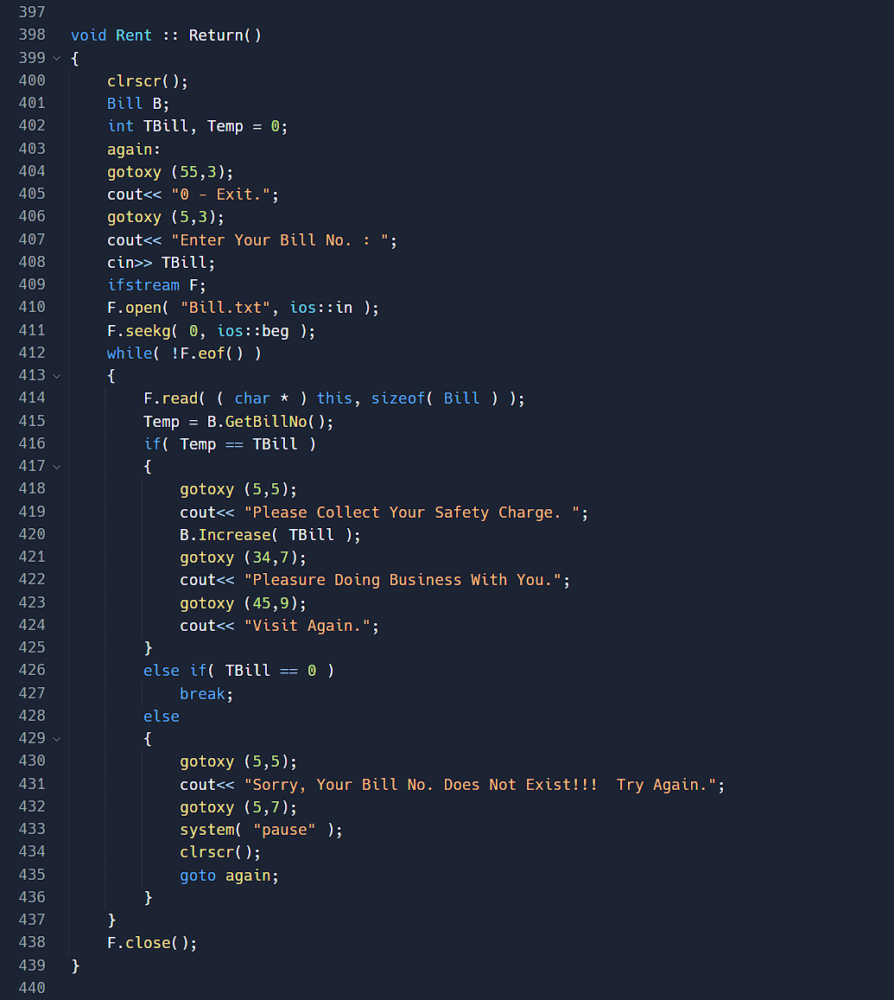 397
398 void Rent :: Return()
399 {
400     clrscr();
401     Bill B;
402     int TBill, Temp = 0;
403     again:
404     gotoxy (55,3);
405     cout<< "0 - Exit.";
406     gotoxy (5,3);
407     cout<< "Enter Your Bill No. : ";
408     cin>> TBill;
409     ifstream F;
410     F.open( "Bill.txt", ios::in );
411     F.seekg( 0, ios::beg );
412     while( !F.eof() )
413     {
414         F.read( ( char * ) this, sizeof( Bill ) );
415         Temp = B.GetBillNo();
416         if( Temp == TBill )
417         {
418             gotoxy (5,5);
419             cout<< "Please Collect Your Safety Charge. ";
420             B.Increase( TBill );
421             gotoxy (34,7);
422             cout<< "Pleasure Doing Business With You.";
423             gotoxy (45,9);
424             cout<< "Visit Again.";
425         }
426         else if( TBill == 0 )
427             break;
428         else
429         {
430             gotoxy (5,5);
431             cout<< "Sorry, Your Bill No. Does Not Exist!!!  Try Again.";
432             gotoxy (5,7);
433             system( "pause" );
434             clrscr();
435             goto again;
436         }
437     }
438     F.close();
439 }
440